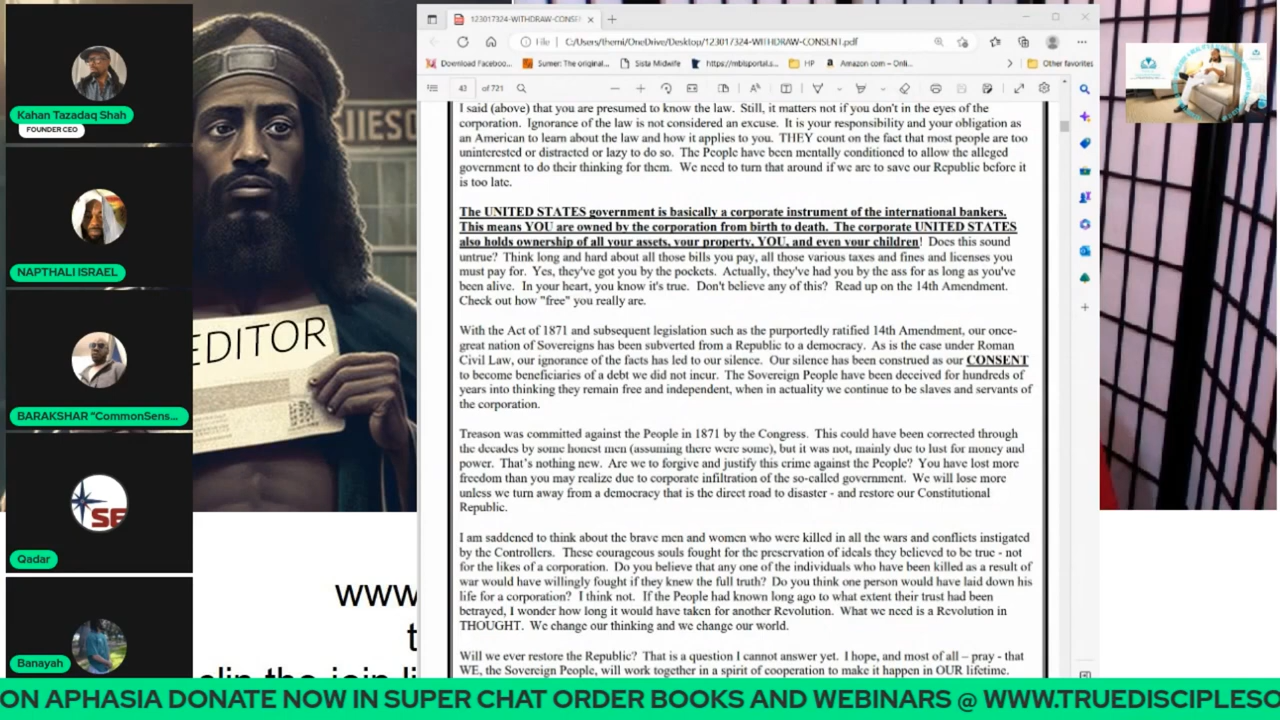 Kahan Tazadaq Shah
FOUNDER CEO
NAPTHALI ISRAEL
BARAKSHAR "CommonSens...
Qadar
SE
Banayah
EDITOR
www
t
123017324-WITHDRAW-CONSE
File
C:/Users/themi/OneDrive/Desktop/123017324-WITHDRAW-CONSENT.pdf
Download Faceboo...
Sumer: The original...
Sista Midwife
https://mblsportal.s...
HP
Amazon com – Onli...
Other favorites
43 of 721
I said (above) that you are presumed to know the law. Still, it matters not if you don't in the eyes of the
corporation. Ignorance of the law is not considered an excuse. It is your responsibility and your obligation as
an American to learn about the law and how it applies to you. THEY count on the fact that most people are too
uninterested or distracted or lazy to do so. The People have been mentally conditioned to allow the alleged
government to do their thinking for them. We need to turn that around if we are to save our Republic before it
is too late.
The UNITED STATES government is basically a corporate instrument of the international bankers.
This means YOU are owned by the corporation from birth to death. The corporate UNITED STATES
also holds ownership of all your assets, your property, YOU, and even your children! Does this sound
untrue? Think long and hard about all those bills you pay, all those various taxes and fines and licenses you
must pay for. Yes, they've got you by the pockets. Actually, they've had you by the ass for as long as you've
been alive. In your heart, you know it's true. Don't believe any of this? Read up on the 14th Amendment.
Check out how "free" you really are.
With the Act of 1871 and subsequent legislation such as the purportedly ratified 14th Amendment, our once-
great nation of Sovereigns has been subverted from a Republic to a democracy. As is the case under Roman
Civil Law, our ignorance of the facts has led to our silence. Our silence has been construed as our CONSENT
to become beneficiaries of a debt we did not incur. The Sovereign People have been deceived for hundreds of
years into thinking they remain free and independent, when in actuality we continue to be slaves and servants of
the corporation.
Treason was committed against the People in 1871 by the Congress. This could have been corrected through
the decades by some honest men (assuming there were some), but it was not, mainly due to lust for money and
power. That's nothing new. Are we to forgive and justify this crime against the People? You have lost more
freedom than you may realize due to corporate infiltration of the so-called government. We will lose more
unless we turn away from a democracy that is the direct road to disaster - and restore our Constitutional
Republic.
I am saddened to think about the brave men and women who were killed in all the wars and conflicts instigated
by the Controllers. These courageous souls fought for the preservation of ideals they believed to be true - not
for the likes of a corporation. Do you believe that any one of the individuals who have been killed as a result of
war would have willingly fought if they knew the full truth? Do you think one person would have laid down his
life for a corporation? I think not. If the People had known long ago to what extent their trust had been
betrayed, I wonder how long it would have taken for another Revolution. What we need is a Revolution in
THOUGHT. We change our thinking and we change our world.
Will we ever restore the Republic? That is a question I cannot answer yet. I hope, and most of all – pray - that
WE, the Sovereign People, will work together in a spirit of cooperation to make it happen in OUR lifetime.
ON APHASIA DONATE NOW IN SUPER CHAT ORDER BOOKS AND WEBINARS @ WWW.TRUEDISCIPLESC